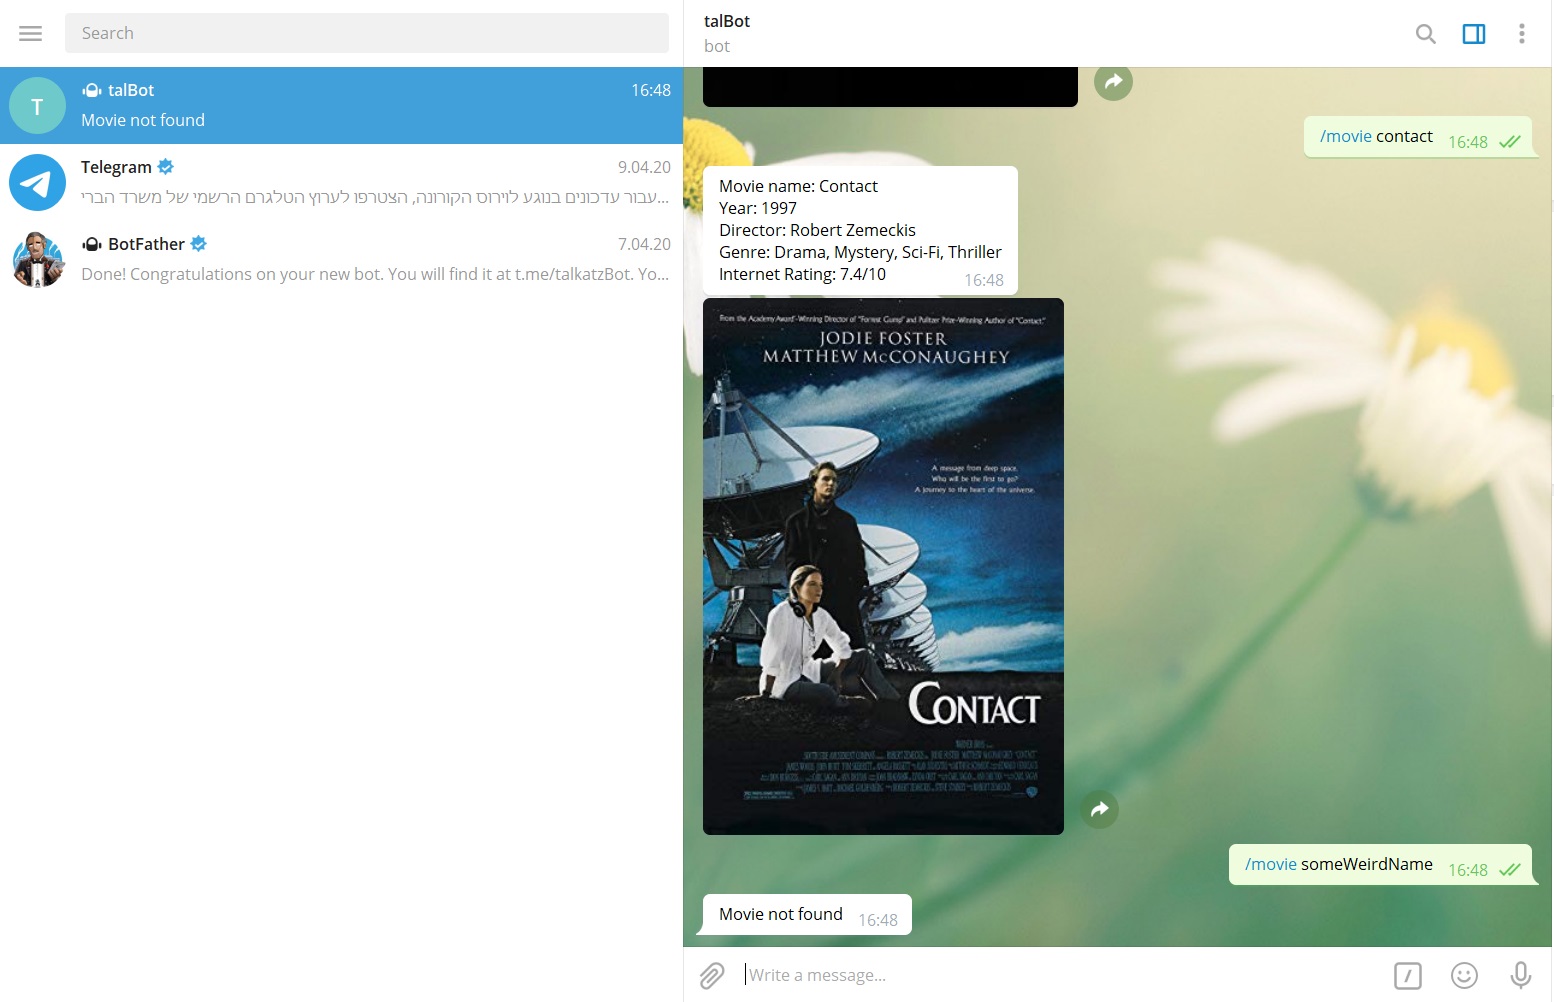 Search
talBot
16:48
Movie not found
Telegram
9.04.20
עבור עדכונים בנוגע לוירוס הקורונה, הצטרפו לערוץ הטלגרם הרשמי של משרד הברי...
BotFather
7.04.20
Done! Congratulations on your new bot. You will find it at t.me/talkatzBot. Yo...
T
talBot
bot
/movie contact
16:48
Movie name: Contact
Year: 1997
Director: Robert Zemeckis
Genre: Drama, Mystery, Sci-Fi, Thriller
Internet Rating: 7.4/10
16:48
From the Academy Award®-Winning Director of "Forrest Gump" and Pulitzer Prize-Winning Author of "Contact."
JODIE FOSTER
MATTHEW McCONAUGHEY
A message from deep space.
Who will be the first to go?
A journey to the heart of the universe.
CONTACT
/movie someWeirdName
16:48
Movie not found
16:48
Write a message...